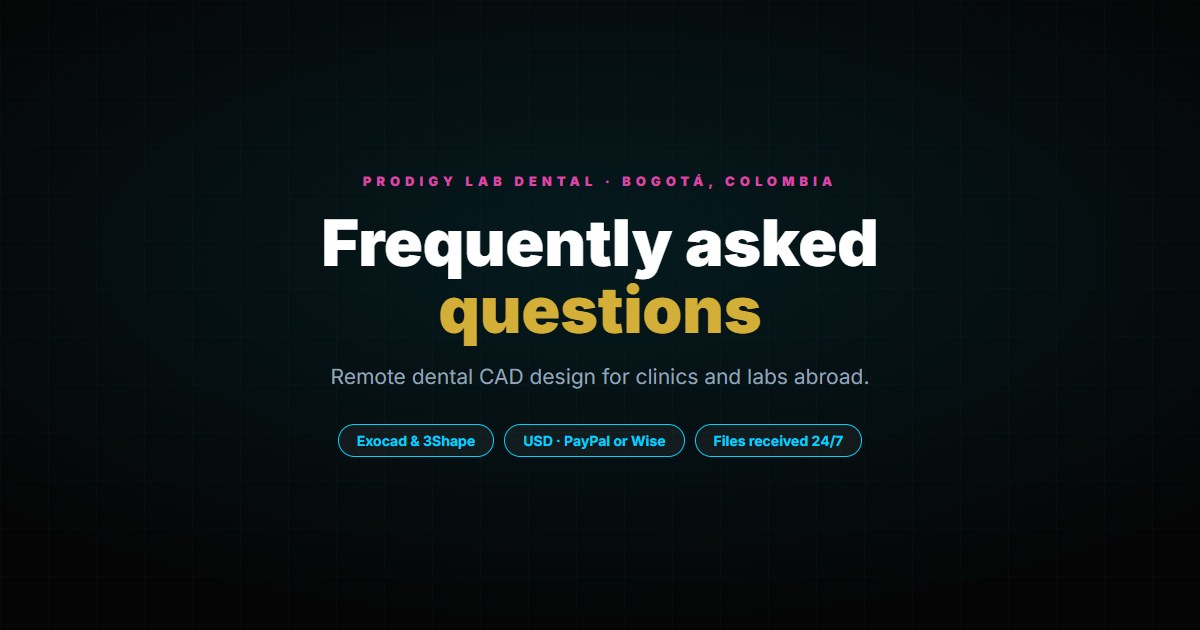 PRODIGY LAB DENTAL · BOGOTÁ, COLOMBIA
Frequently asked
questions
Remote dental CAD design for clinics and labs abroad.
Exocad & 3Shape
USD · PayPal or Wise
Files received 24/7